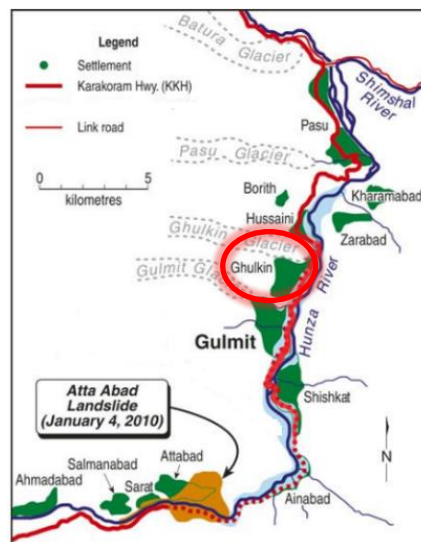 Batura
Glacier
Legend
Settlement
Karakoram Hwy. (KKH)
Link road
0 5
kilometres
Shimshal
River
Pasu
Pasu Glacier
Borith
Kharamabad
Hussaini
Ghulkin Glacier
Zarabad
Ghulkin
Gulmit Gla
Hunza River
Gulmit
Shishkat
Atta Abad
Landslide
(January 4, 2010)
N
Attabad
Salmanabad
Sarat
Ahmadabad
Ainabad